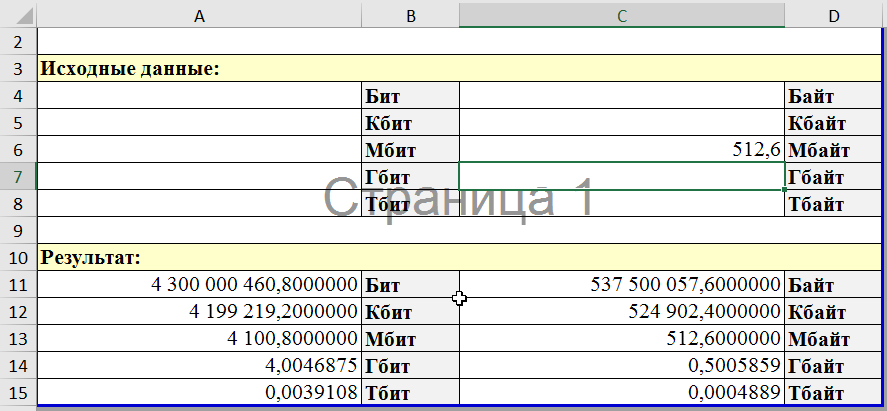 A B C D
2
3 Исходные данные:
4 Бит Байт
5 Кбит Кбайт
6 Мбит 512,6 Мбайт
7 Гбит Гбайт
Страница 1
8 Тбит Тбайт
9
10 Результат:
11 4 300 000 460,8000000 Бит 537 500 057,6000000 Байт
12 4 199 219,2000000 Кбит 524 902,4000000 Кбайт
13 4 100,8000000 Мбит 512,6000000 Мбайт
14 4,0046875 Гбит 0,5005859 Гбайт
15 0,0039108 Тбит 0,0004889 Тбайт